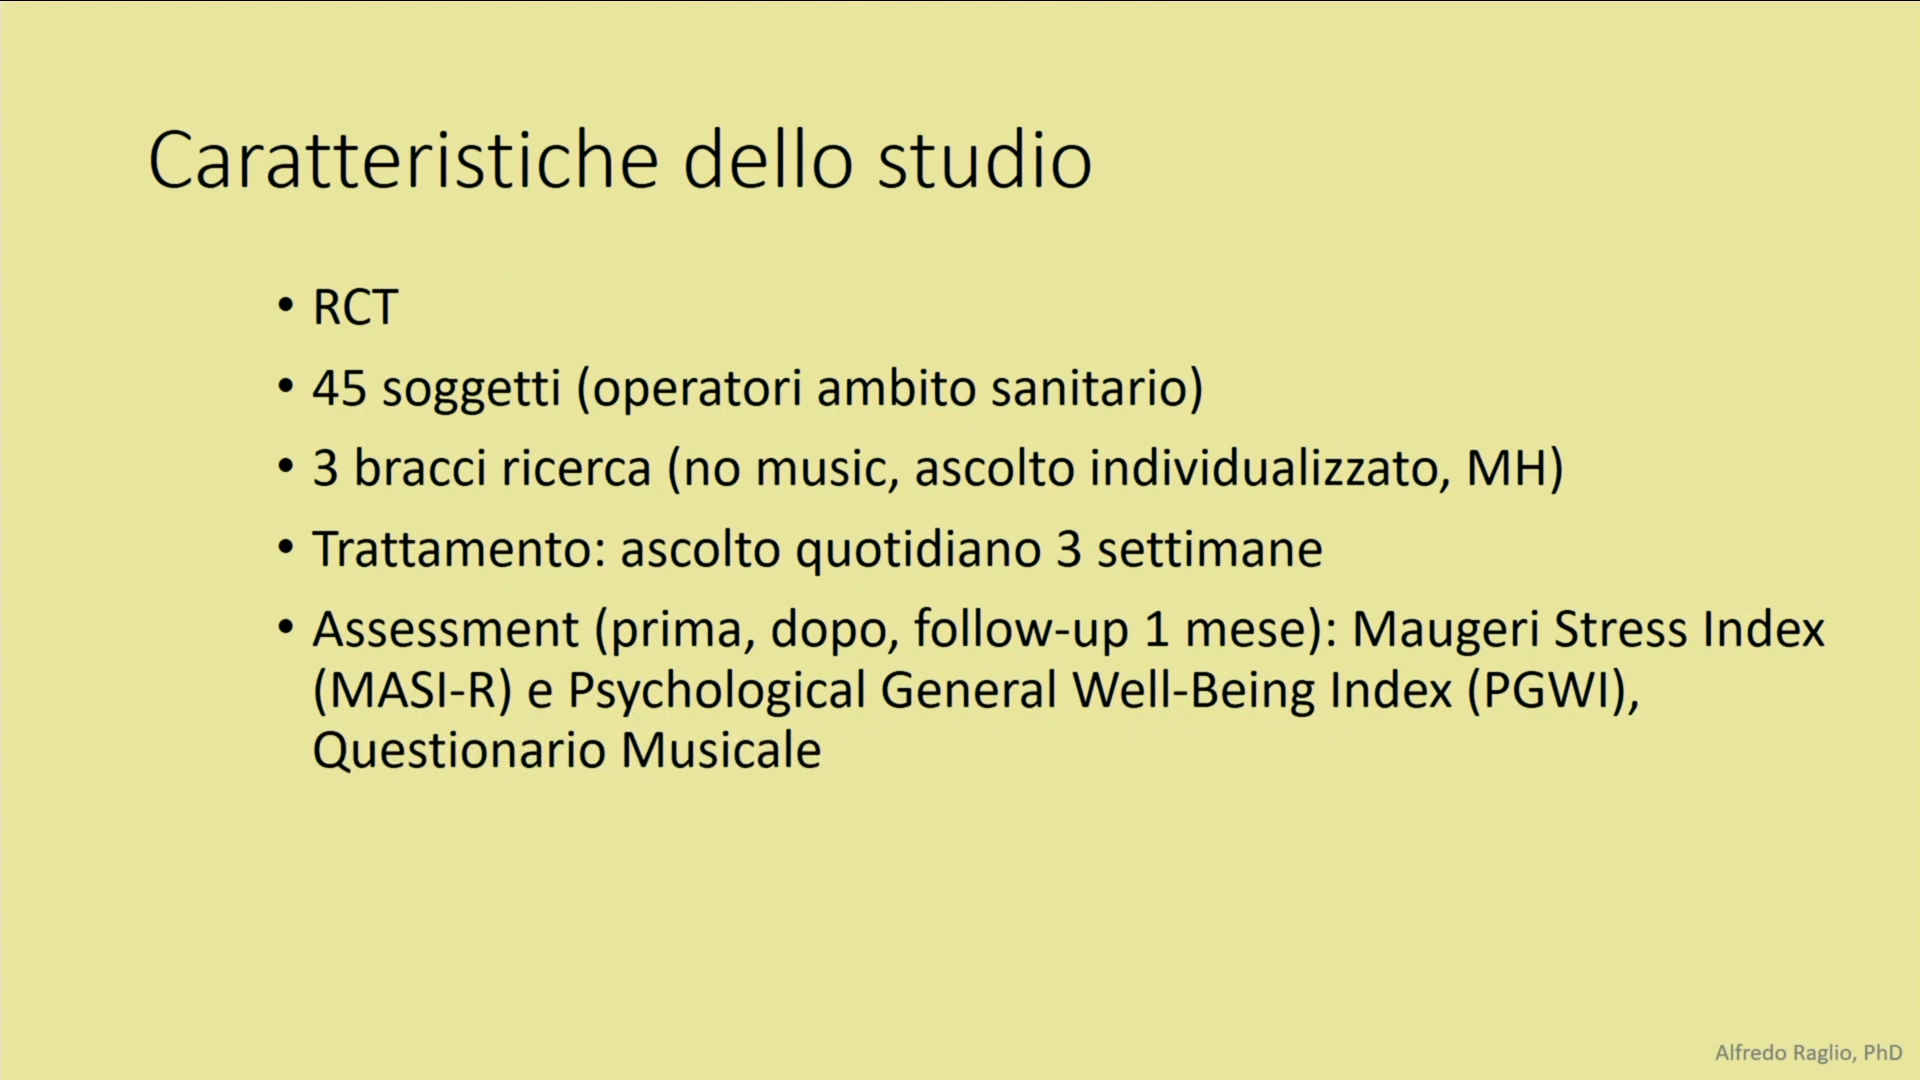 Caratteristiche dello studio
• RCT
• 45 soggetti (operatori ambito sanitario)
• 3 bracci ricerca (no music, ascolto individualizzato, MH)
• Trattamento: ascolto quotidiano 3 settimane
• Assessment (prima, dopo, follow-up 1 mese): Maugeri Stress Index
(MASI-R) e Psychological General Well-Being Index (PGWI),
Questionario Musicale
Alfredo Raglio, PhD